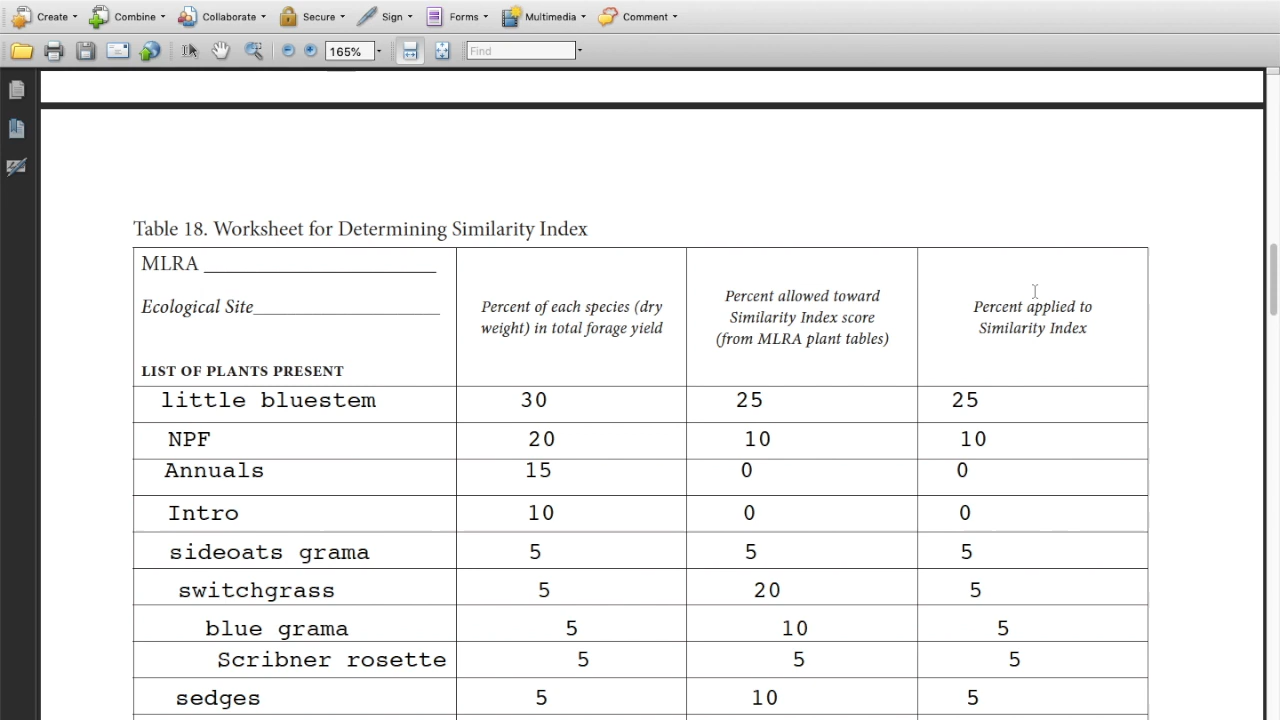 Create Combine Collaborate Secure Sign Forms Multimedia Comment
165% Find
Table 18. Worksheet for Determining Similarity Index
MLRA ________________________
Ecological Site________________________
LIST OF PLANTS PRESENT
Percent of each species (dry
weight) in total forage yield
Percent allowed toward
Similarity Index score
(from MLRA plant tables)
Percent applied to
Similarity Index
little bluestem 30 25 25
NPF 20 10 10
Annuals 15 0 0
Intro 10 0 0
sideoats grama 5 5 5
switchgrass 5 20 5
blue grama 5 10 5
Scribner rosette 5 5 5
sedges 5 10 5